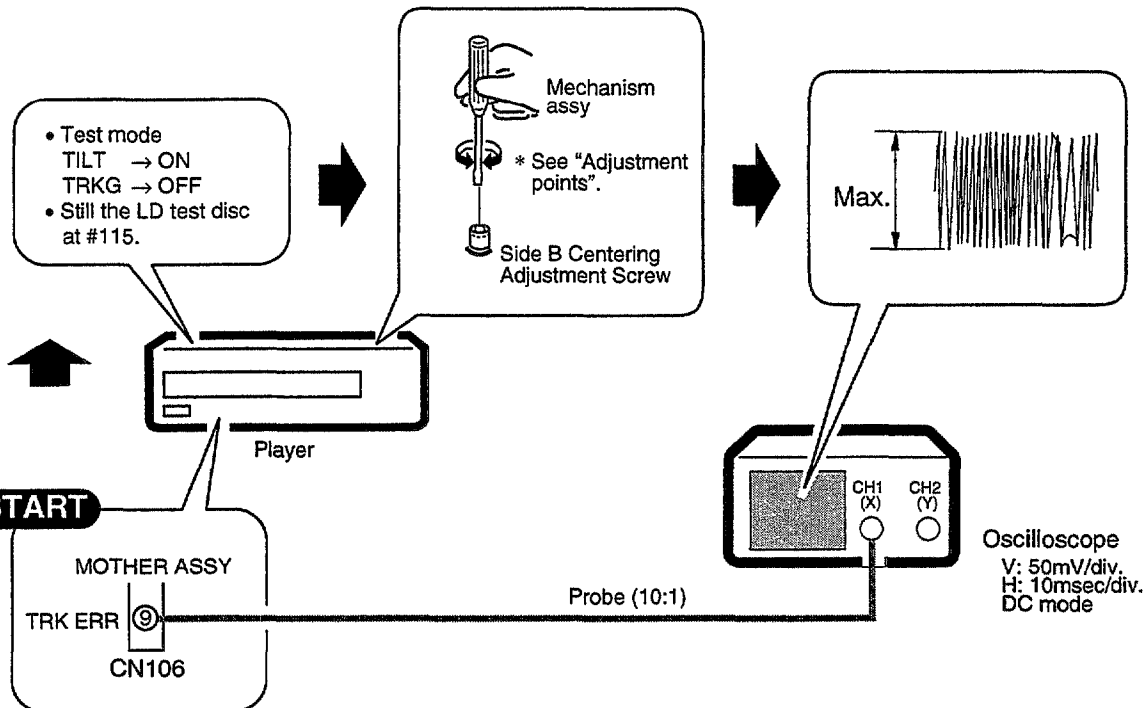 • Test mode
TILT → ON
TRKG → OFF
• Still the LD test disc
at #115.
Mechanism
assy
* See “Adjustment
points”.
Side B Centering
Adjustment Screw
Max.
Player
START
MOTHER ASSY
TRK ERR ⑨
CN106
Probe (10:1)
CH1
(X)
CH2
(Y)
Oscilloscope
V: 50mV/div.
H: 10msec/div.
DC mode